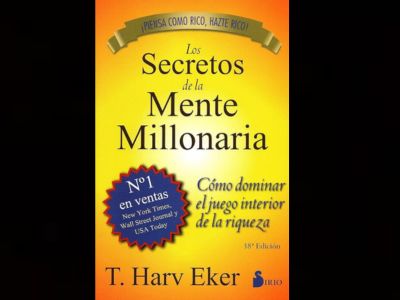 ¡PIENSA COMO RICO, HAZTE RICO!
Los
Secretos
de la
Mente
Millonaria
Nº1
en ventas
New York Times,
Wall Street Journal y
USA Today
Cómo dominar
el juego interior
de la riqueza
18ª Edición
T. Harv Eker
SIRIO